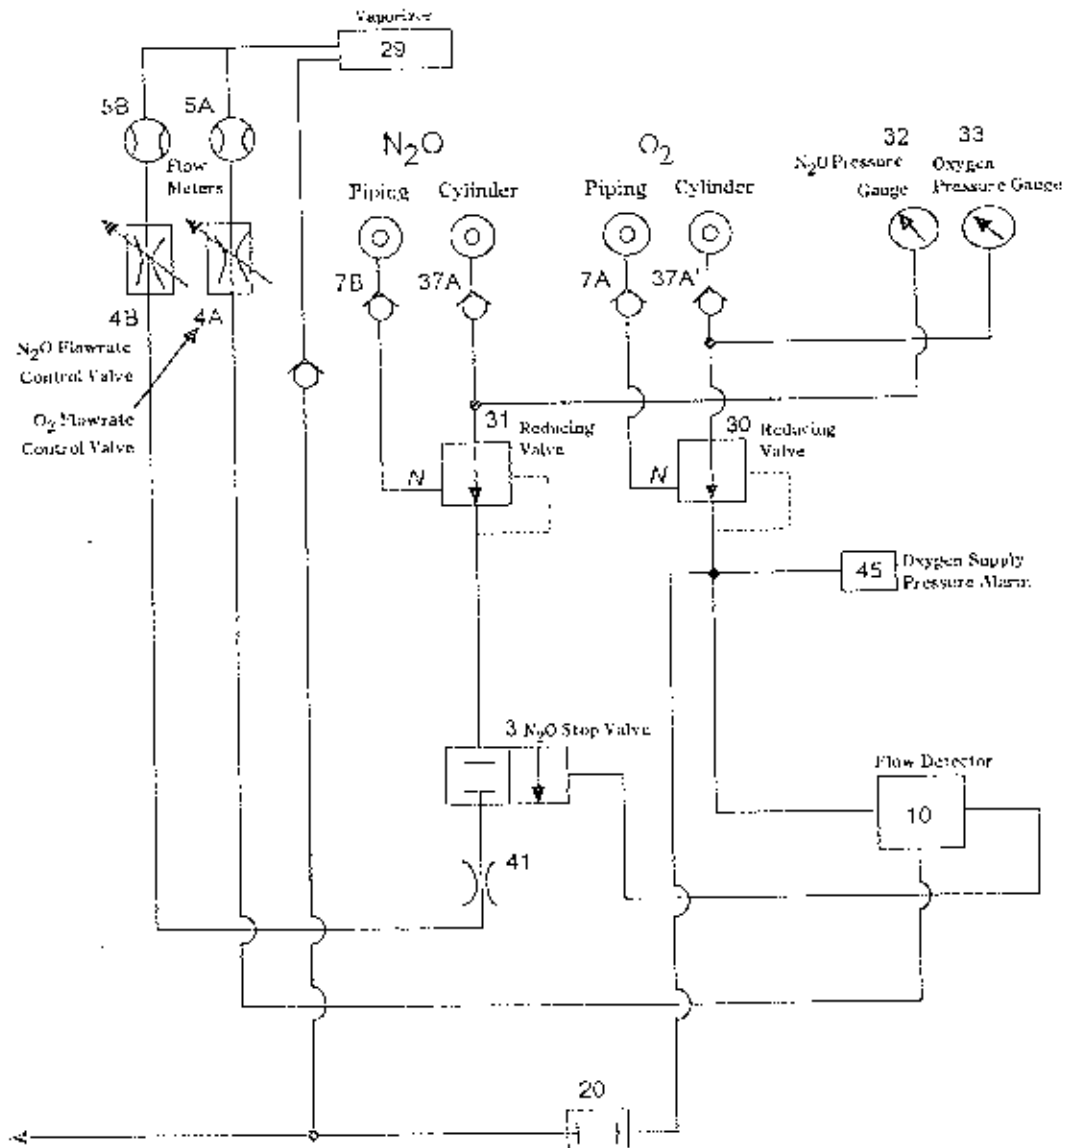 Vaporizer
29
5B
5A
Flow
Meters
N₂O
O₂
32
33
N₂O Pressure
Gauge
Oxygen
Pressure Gauge
Piping
Cylinder
Piping
Cylinder
7B
37A
7A
37A'
4B
4A
N₂O Flowrate
Control Valve
O₂ Flowrate
Control Valve
31
Reducing
Valve
30
Reducing
Valve
N
N
45
Oxygen Supply
Pressure Alarm
3 N₂O Stop Valve
Flow Detector
10
41
20